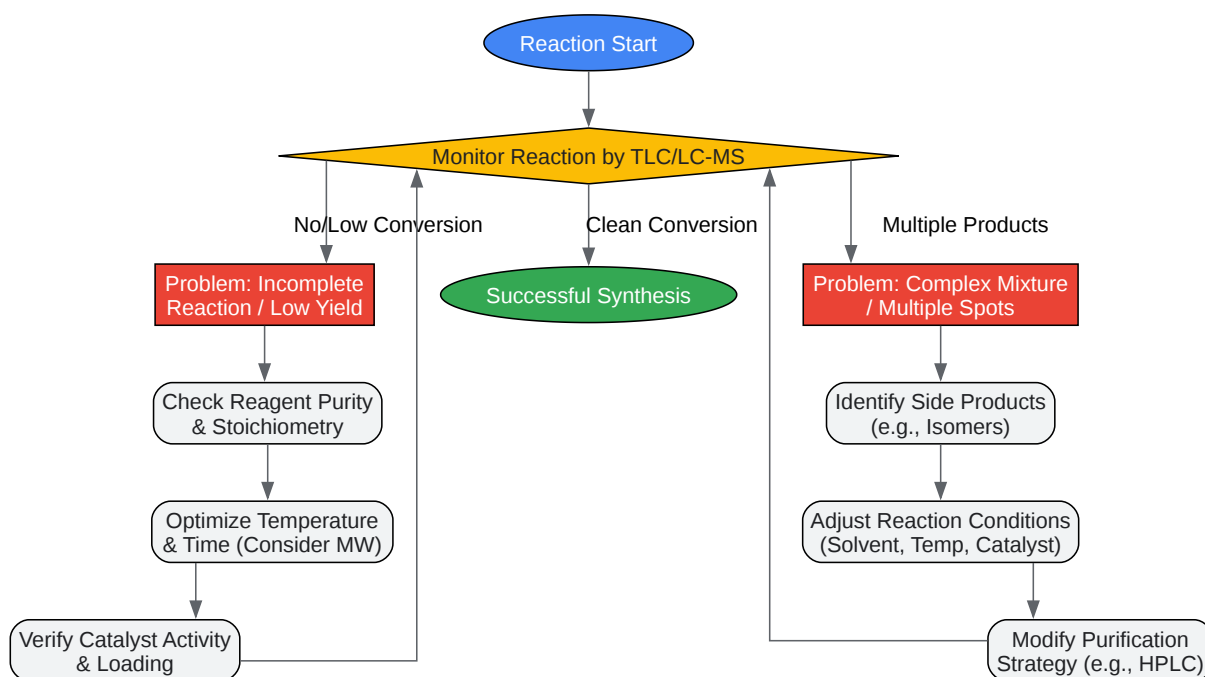 Reaction Start
Monitor Reaction by TLC/LC-MS
No/Low Conversion
Clean Conversion
Multiple Products
Problem: Incomplete
Reaction / Low Yield
Successful Synthesis
Problem: Complex Mixture
/ Multiple Spots
Check Reagent Purity
& Stoichiometry
Identify Side Products
(e.g., Isomers)
Optimize Temperature
& Time (Consider MW)
Adjust Reaction Conditions
(Solvent, Temp, Catalyst)
Verify Catalyst Activity
& Loading
Modify Purification
Strategy (e.g., HPLC)